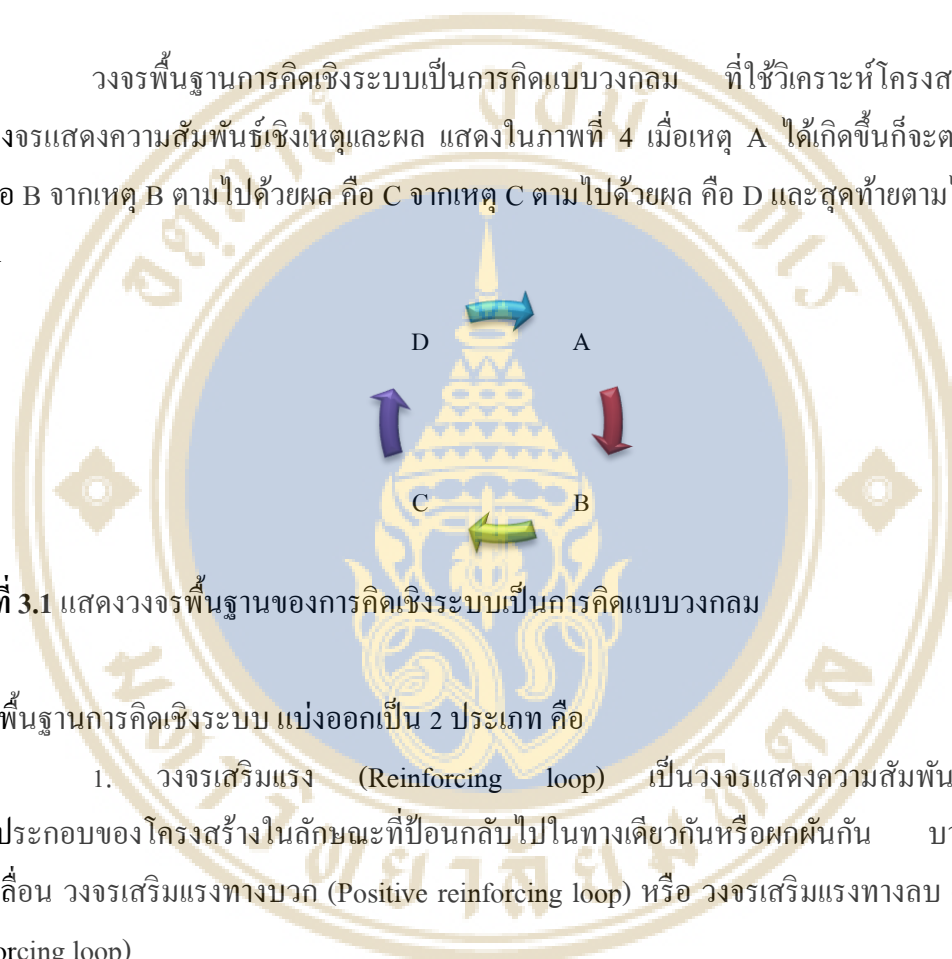 วงจรพื้นฐานการคิดเชิงระบบเป็นการคิดแบบวงกลม ที่ใช้วิเคราะห์โครงส
งจรแสดงความสัมพันธ์เชิงเหตุและผล แสดงในภาพที่ 4 เมื่อเหตุ A ได้เกิดขึ้นก็จะต
อ B จากเหตุ B ตามไปด้วยผล คือ C จากเหตุ C ตามไปด้วยผล คือ D และสุดท้ายตาม
D A
C B
ที่ 3.1 แสดงวงจรพื้นฐานของการคิดเชิงระบบเป็นการคิดแบบวงกลม
พื้นฐานการคิดเชิงระบบ แบ่งออกเป็น 2 ประเภท คือ
1. วงจรเสริมแรง (Reinforcing loop) เป็นวงจรแสดงความสัมพัน
ประกอบของโครงสร้างในลักษณะที่ป้อนกลับไปในทางเดียวกันหรือผกผันกัน บา
ลื่อน วงจรเสริมแรงทางบวก (Positive reinforcing loop) หรือ วงจรเสริมแรงทางลบ
orcing loop)
มหาวิทยาลัยมหิดล